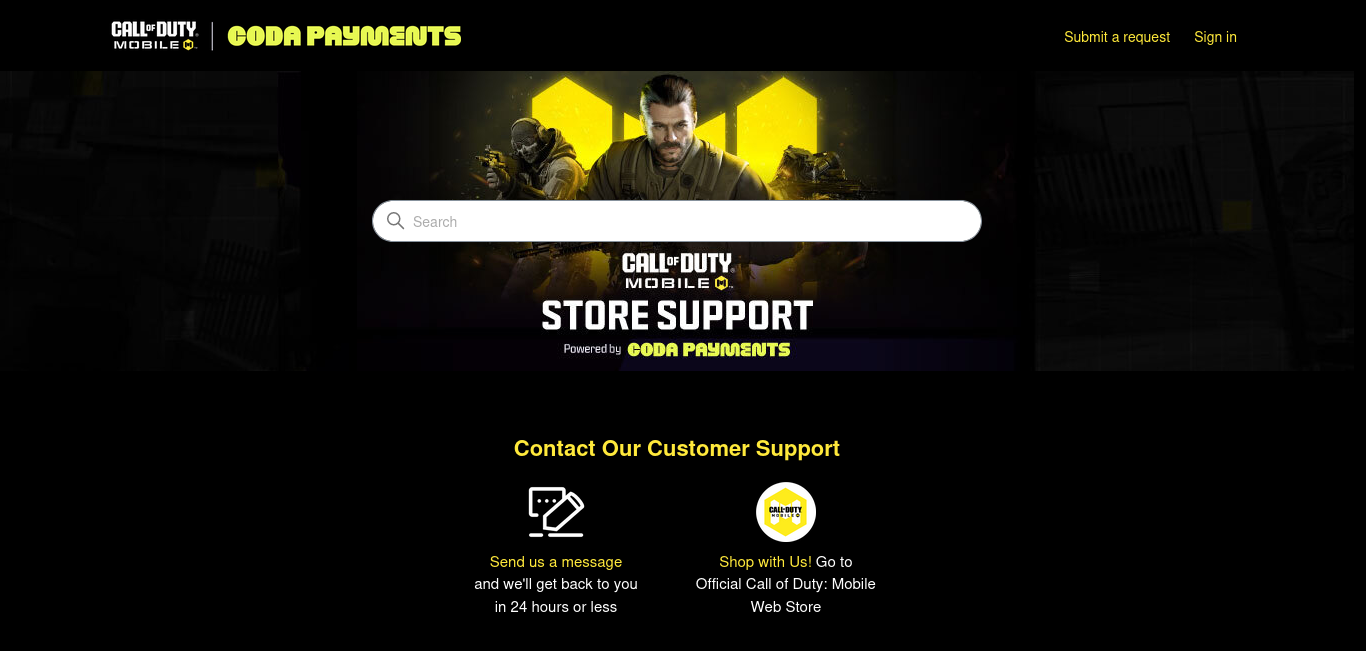 CALL OF DUTY
MOBILE
CODA PAYMENTS
Submit a request
Sign in
Search
CALL OF DUTY
MOBILE
STORE SUPPORT
Powered by CODA PAYMENTS
Contact Our Customer Support
CALL OF DUTY
MOBILE
Send us a message
and we'll get back to you
in 24 hours or less
Shop with Us! Go to
Official Call of Duty: Mobile
Web Store